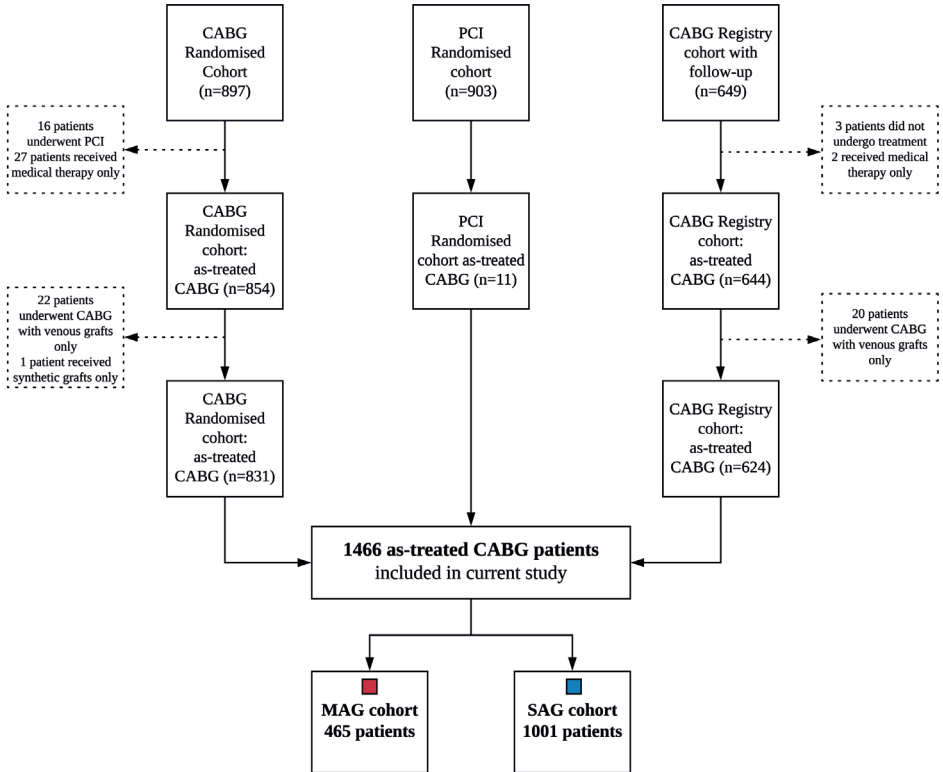 CABG
Randomised
Cohort
(n=897)
PCI
Randomised
cohort
(n=903)
CABG Registry
cohort with
follow-up
(n=649)
16 patients
underwent PCI
27 patients received
medical therapy only
3 patients did not
undergo treatment
2 received medical
therapy only
CABG
Randomised
cohort:
as-treated
CABG (n=854)
PCI
Randomised
cohort as-treated
CABG (n=11)
CABG Registry
cohort:
as-treated
CABG (n=644)
22 patients
underwent CABG
with venous grafts
only
1 patient received
synthetic grafts only
20 patients
underwent CABG
with venous grafts
only
CABG
Randomised
cohort:
as-treated
CABG (n=831)
CABG Registry
cohort:
as-treated
CABG (n=624)
1466 as-treated CABG patients
included in current study
MAG cohort
465 patients
SAG cohort
1001 patients